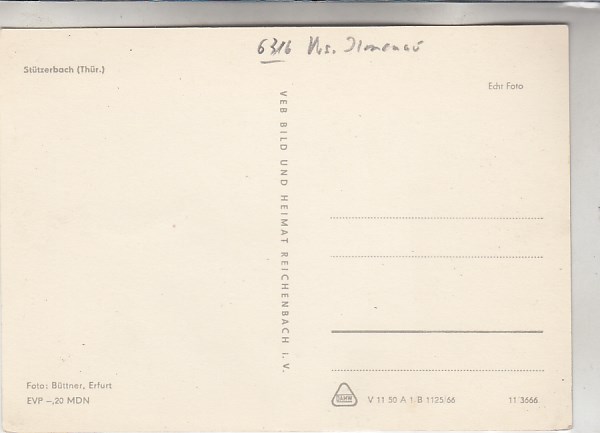 6316 Krs. Ilmenau
Stützerbach (Thür.)
Echt Foto
VEB BILD UND HEIMAT REICHENBACH I. V.
Foto: Büttner, Erfurt
EVP –,20 MDN
V 11 50 A 1/B 1125/66
11/3666